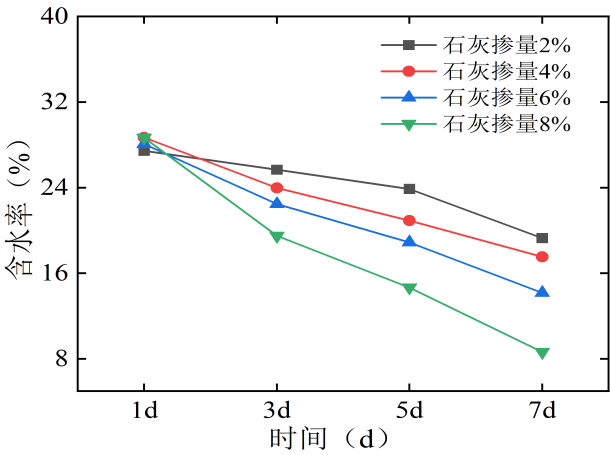 40
32
24
16
8
含水率（%）
石灰掺量2%
石灰掺量4%
石灰掺量6%
石灰掺量8%
1d
3d
5d
7d
时间（d）